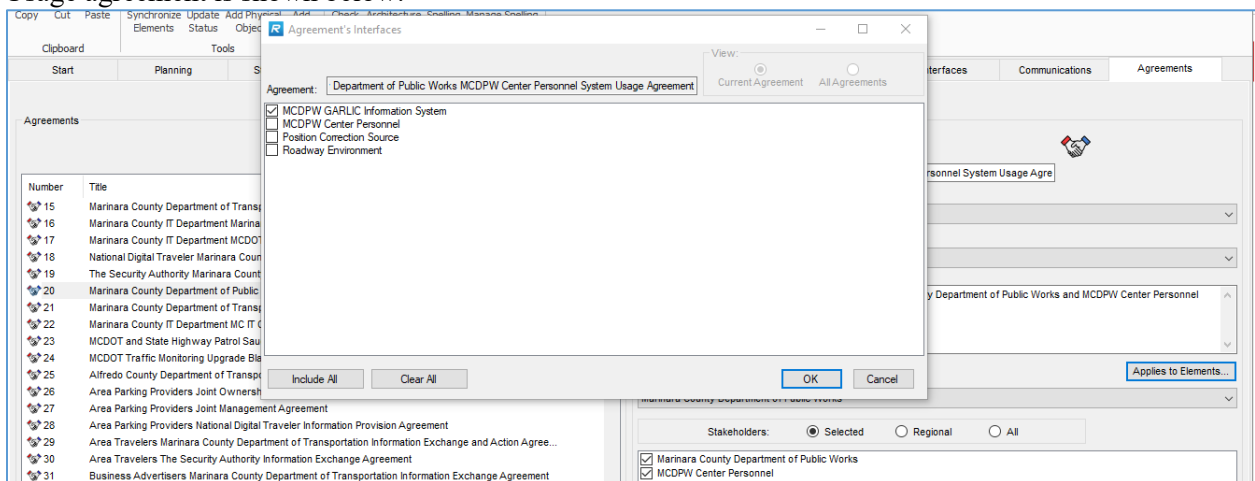 Usage agreement is shown below.
Copy Cut Paste Synchronize Update Add Physical Add Check Architecture Spelling Manage Spelling
Elements Status Objec
Clipboard Tools
Agreement's Interfaces
Start Planning S
View:
Current Agreement All Agreements
terfaces Communications Agreements
Agreement: Department of Public Works MCDPW Center Personnel System Usage Agreement
MCDPW GARLIC Information System
MCDPW Center Personnel
Position Correction Source
Roadway Environment
Agreements
rsonnel System Usage Agre
Number Title
15 Marinara County Department of Transp
16 Marinara County IT Department Marina
17 Marinara County IT Department MCDOT
18 National Digital Traveler Marinara Coun
19 The Security Authority Marinara Count
20 Marinara County Department of Public
21 Marinara County Department of Transp
22 Marinara County IT Department MC IT C
23 MCDOT and State Highway Patrol Sau
24 MCDOT Traffic Monitoring Upgrade Bla
25 Alfredo County Department of Transpo
26 Area Parking Providers Joint Ownersh
27 Area Parking Providers Joint Management Agreement
28 Area Parking Providers National Digital Traveler Information Provision Agreement
29 Area Travelers Marinara County Department of Transportation Information Exchange and Action Agree...
30 Area Travelers The Security Authority Information Exchange Agreement
31 Business Advertisers Marinara County Department of Transportation Information Exchange Agreement
y Department of Public Works and MCDPW Center Personnel
Include All Clear All OK Cancel
Applies to Elements...
Marinara County Department of Public Works
Stakeholders: Selected Regional All
Marinara County Department of Public Works
MCDPW Center Personnel